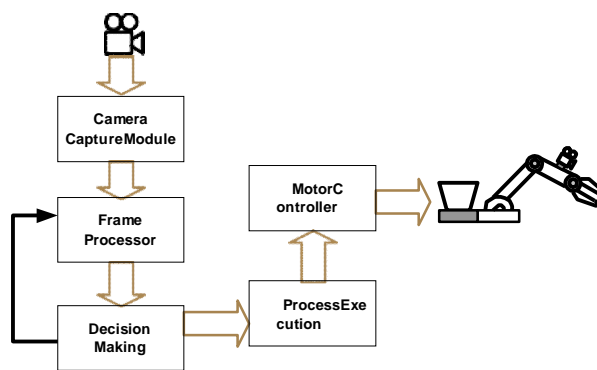 Camera
CaptureModule
Frame
Processor
Decision
Making
MotorC
ontroller
ProcessExe
cution